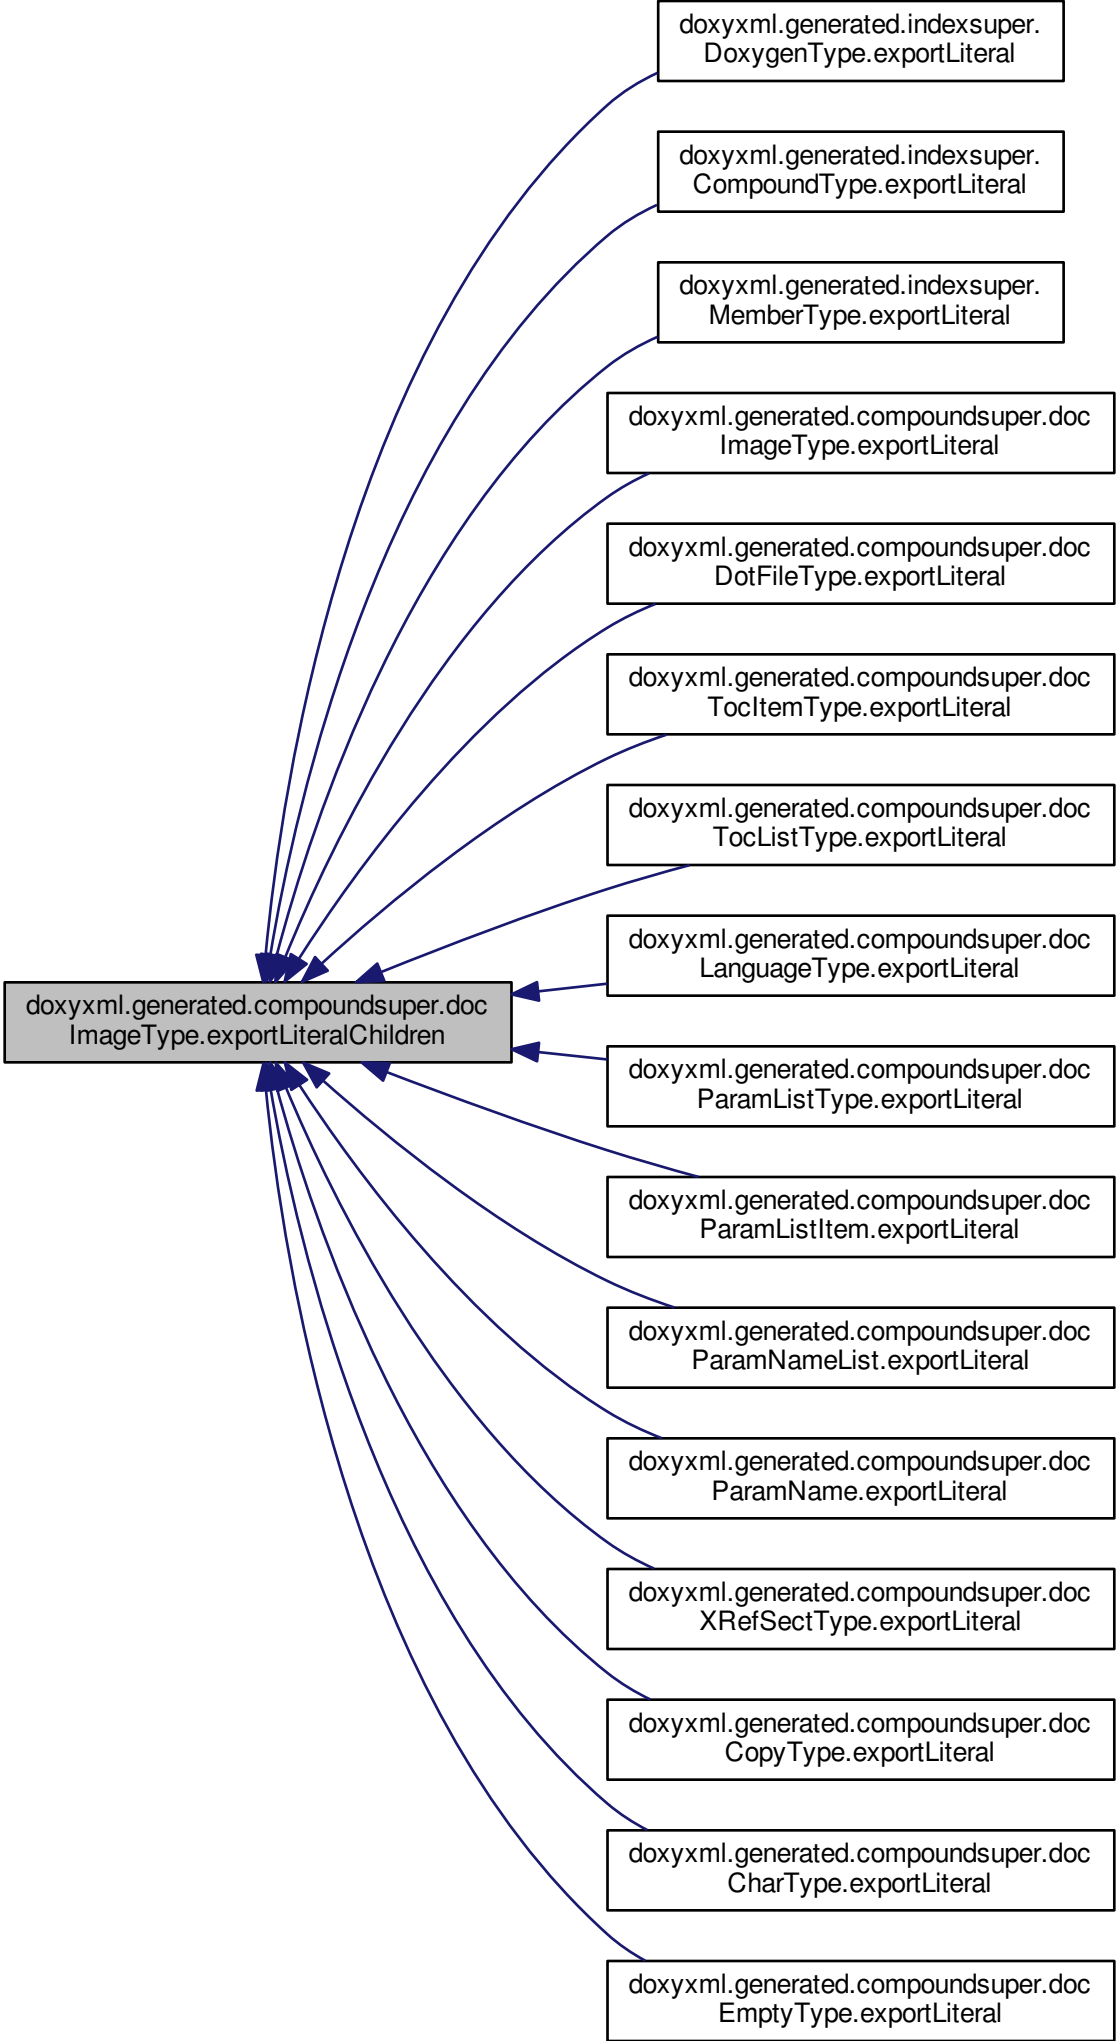 doxyxml.generated.indexsuper.
DoxygenType.exportLiteral
doxyxml.generated.indexsuper.
CompoundType.exportLiteral
doxyxml.generated.indexsuper.
MemberType.exportLiteral
doxyxml.generated.compoundsuper.doc
ImageType.exportLiteral
doxyxml.generated.compoundsuper.doc
DotFileType.exportLiteral
doxyxml.generated.compoundsuper.doc
TocItemType.exportLiteral
doxyxml.generated.compoundsuper.doc
TocListType.exportLiteral
doxyxml.generated.compoundsuper.doc
LanguageType.exportLiteral
doxyxml.generated.compoundsuper.doc
ImageType.exportLiteralChildren
doxyxml.generated.compoundsuper.doc
ParamListType.exportLiteral
doxyxml.generated.compoundsuper.doc
ParamListItem.exportLiteral
doxyxml.generated.compoundsuper.doc
ParamNameList.exportLiteral
doxyxml.generated.compoundsuper.doc
ParamName.exportLiteral
doxyxml.generated.compoundsuper.doc
XRefSectType.exportLiteral
doxyxml.generated.compoundsuper.doc
CopyType.exportLiteral
doxyxml.generated.compoundsuper.doc
CharType.exportLiteral
doxyxml.generated.compoundsuper.doc
EmptyType.exportLiteral